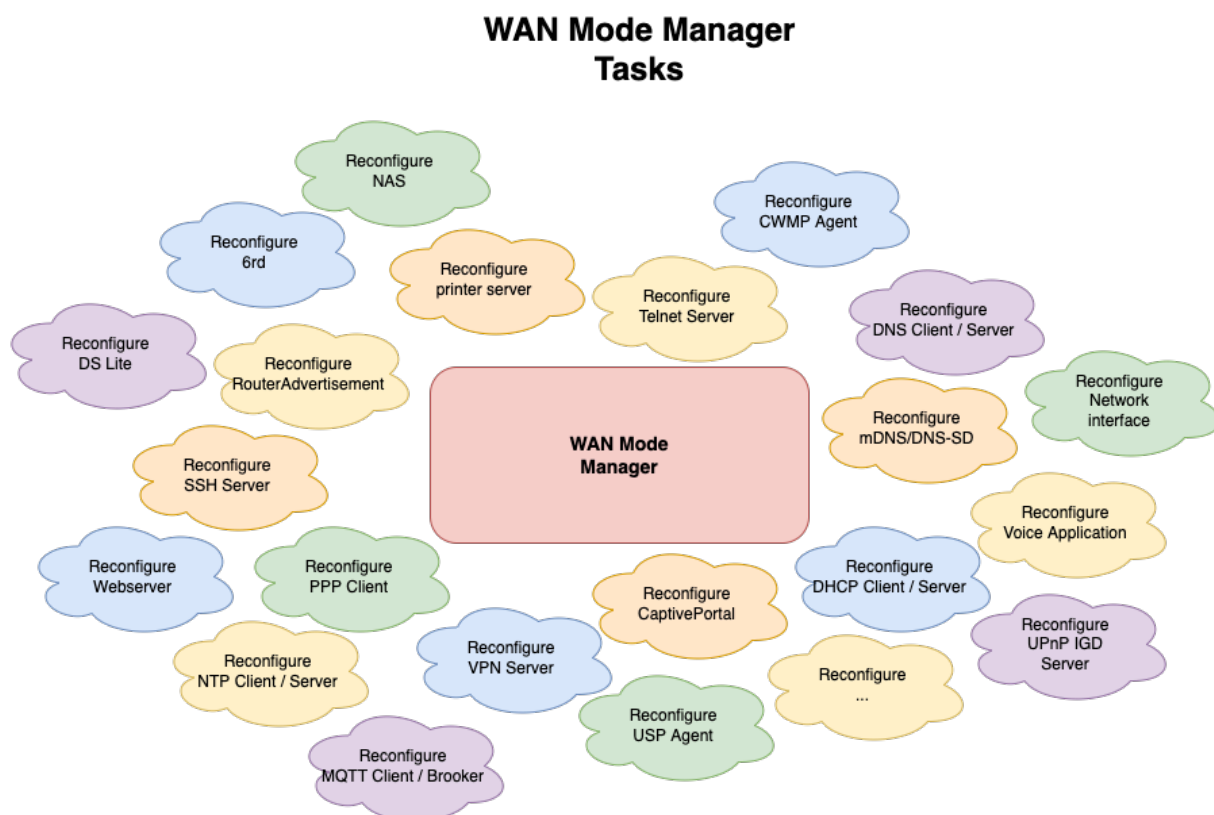 WAN Mode Manager
Tasks
Reconfigure
NAS
Reconfigure
CWMP Agent
Reconfigure
6rd
Reconfigure
printer server
Reconfigure
Telnet Server
Reconfigure
DNS Client / Server
Reconfigure
DS Lite
Reconfigure
RouterAdvertisement
Reconfigure
Network
interface
Reconfigure
mDNS/DNS-SD
WAN Mode
Manager
Reconfigure
SSH Server
Reconfigure
Voice Application
Reconfigure
Webserver
Reconfigure
PPP Client
Reconfigure
CaptivePortal
Reconfigure
DHCP Client / Server
Reconfigure
UPnP IGD
Server
Reconfigure
NTP Client / Server
Reconfigure
VPN Server
Reconfigure
...
Reconfigure
USP Agent
Reconfigure
MQTT Client / Brooker